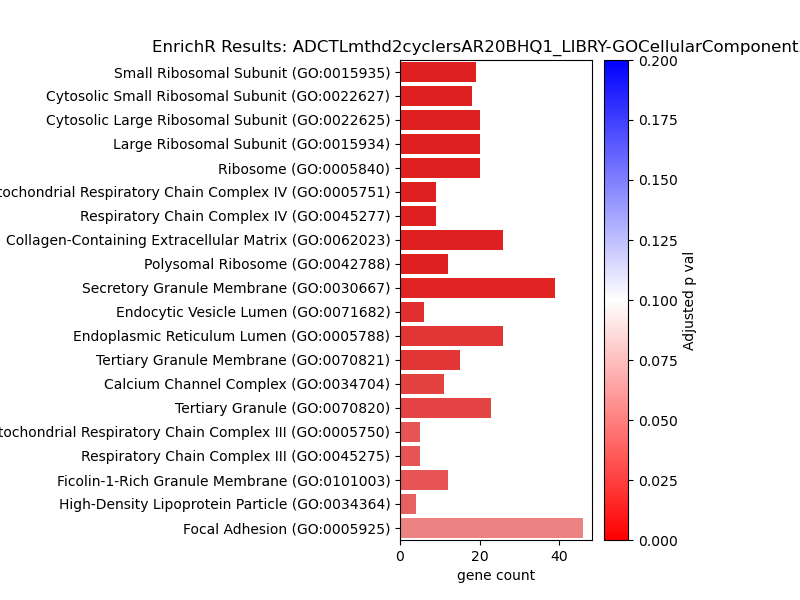 EnrichR Results: ADCTLmthd2cyclersAR20BHQ1_LIBRY-GOCellularComponent
Small Ribosomal Subunit (GO:0015935)
Cytosolic Small Ribosomal Subunit (GO:0022627)
Cytosolic Large Ribosomal Subunit (GO:0022625)
Large Ribosomal Subunit (GO:0015934)
Ribosome (GO:0005840)
tochondrial Respiratory Chain Complex IV (GO:0005751)
Respiratory Chain Complex IV (GO:0045277)
Collagen-Containing Extracellular Matrix (GO:0062023)
Polysomal Ribosome (GO:0042788)
Secretory Granule Membrane (GO:0030667)
Endocytic Vesicle Lumen (GO:0071682)
Endoplasmic Reticulum Lumen (GO:0005788)
Tertiary Granule Membrane (GO:0070821)
Calcium Channel Complex (GO:0034704)
Tertiary Granule (GO:0070820)
tochondrial Respiratory Chain Complex III (GO:0005750)
Respiratory Chain Complex III (GO:0045275)
Ficolin-1-Rich Granule Membrane (GO:0101003)
High-Density Lipoprotein Particle (GO:0034364)
Focal Adhesion (GO:0005925)
0 20 40
gene count
0.200
0.175
0.150
0.125
0.100
0.075
0.050
0.025
0.000
Adjusted p val